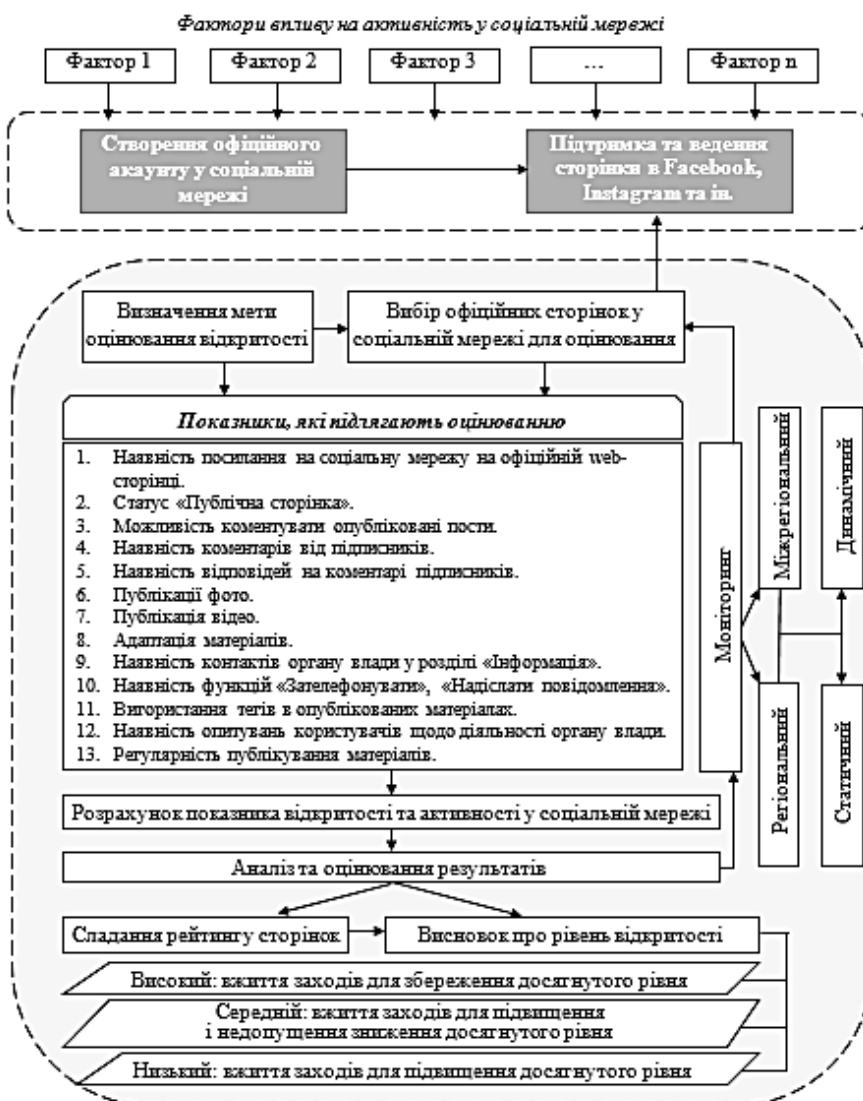 Фактори впливу на активність у соціальній мережі
Фактор 1
Фактор 2
Фактор 3
...
Фактор n
Створення офіційного
акаунту у соціальній
мережі
Підтримка та ведення
сторінки в Facebook,
Instagram та ін.
Визначення мети
оцінювання відкритості
Вибір офіційних сторінок у
соціальній мережі для оцінювання
Показники, які підлягають оцінюванню
1. Наявність посилання на соціальну мережу на офіційній web-
сторінці.
2. Статус «Публічна сторінка».
3. Можливість коментувати опубліковані пости.
4. Наявність коментарів від підписників.
5. Наявність відповідей на коментарі підписників.
6. Публікації фото.
7. Публікація відео.
8. Адаптація матеріалів.
9. Наявність контактів органу влади у розділі «Інформація».
10. Наявність функцій «Зателефонувати», «Надіслати повідомлення».
11. Використання тегів в опублікованих матеріалах.
12. Наявність опитувань користувачів щодо діяльності органу влади.
13. Регулярність публікування матеріалів.
Моніторинг
Міжрегіональний
Динамічний
Регіональний
Статичний
Розрахунок показника відкритості та активності у соціальній мережі
Аналіз та оцінювання результатів
Сладання рейтингу сторінок
Висновок про рівень відкритості
Високий: вжиття заходів для збереження досягнутого рівня
Середній: вжиття заходів для підвищення
і недопущення зниження досягнутого рівня
Низький: вжиття заходів для підвищення досягнутого рівня